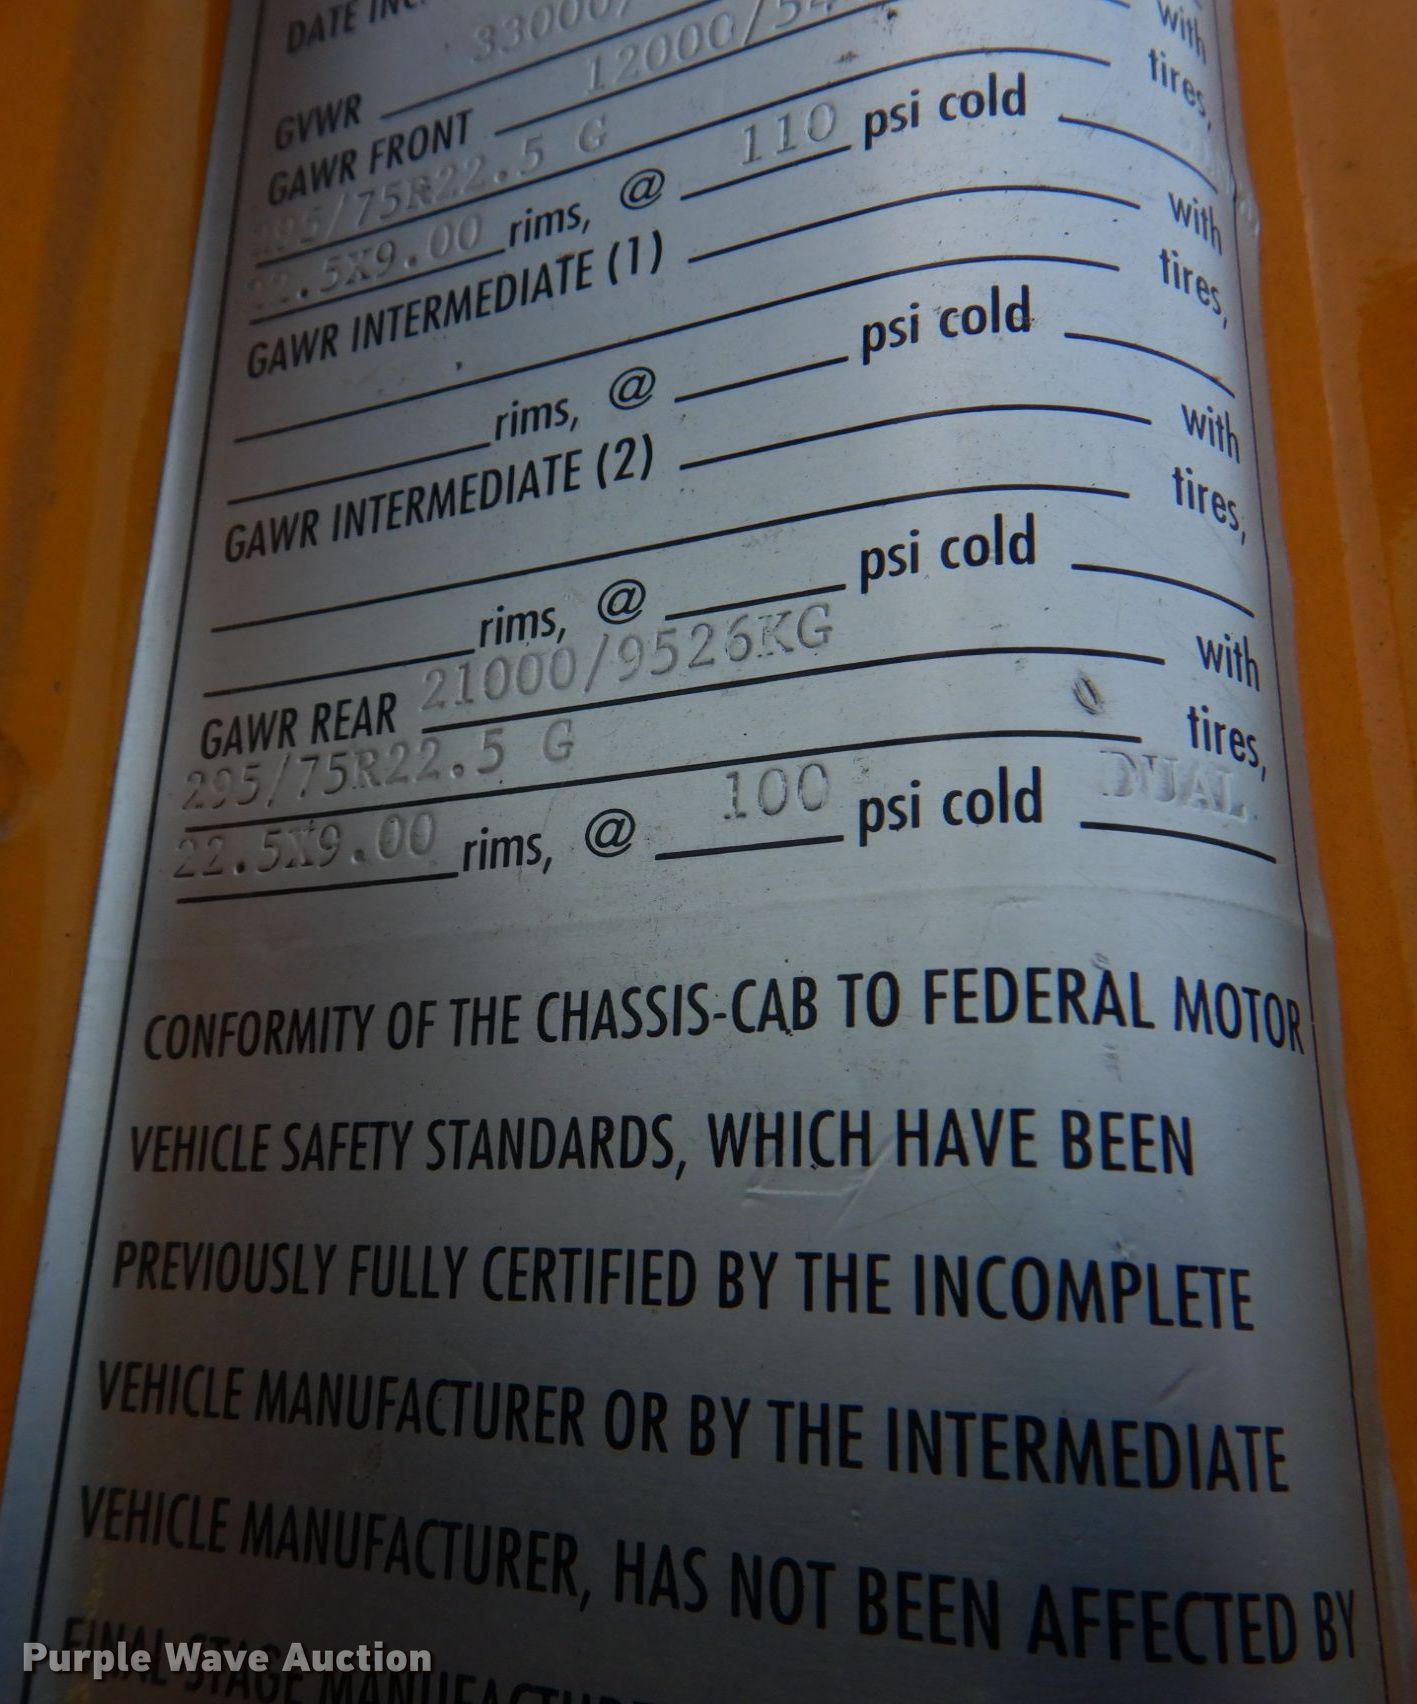 DATE
GVWR 33000/
GAWR FRONT 12000/ with
295/75R22.5 G tires,
22.5X9.00 rims, @ 110 psi cold
GAWR INTERMEDIATE (1) with
tires,
rims, @ psi cold
GAWR INTERMEDIATE (2) with
tires,
rims, @ psi cold
GAWR REAR 21000/9526KG with
295/75R22.5 G tires,
22.5X9.00 rims, @ 100 psi cold DUAL
CONFORMITY OF THE CHASSIS-CAB TO FEDERAL MOTOR
VEHICLE SAFETY STANDARDS, WHICH HAVE BEEN
PREVIOUSLY FULLY CERTIFIED BY THE INCOMPLETE
VEHICLE MANUFACTURER OR BY THE INTERMEDIATE
VEHICLE MANUFACTURER, HAS NOT BEEN AFFECTED BY
FINAL-STAGE
Purple Wave Auction